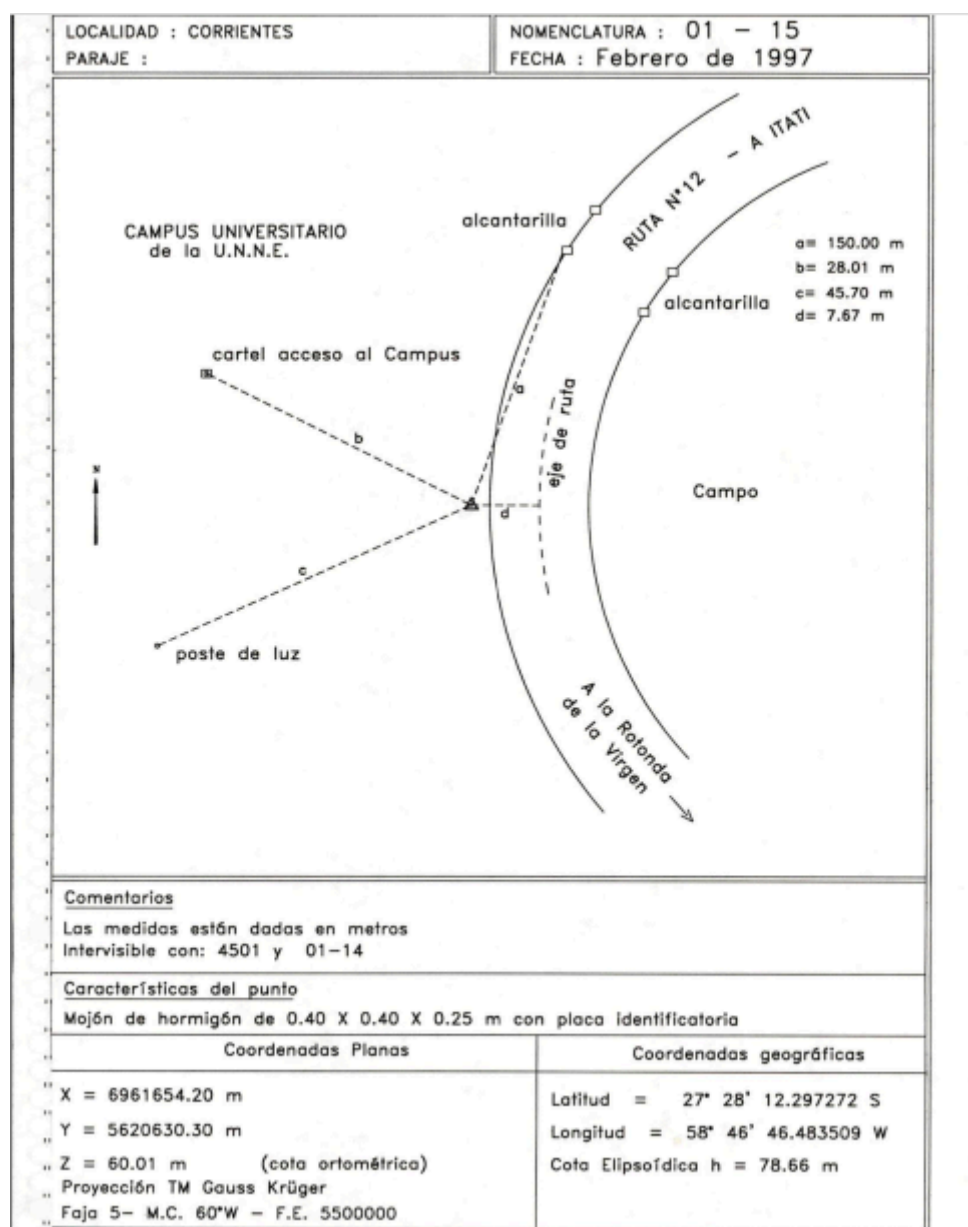 LOCALIDAD : CORRIENTES
PARAJE :
NOMENCLATURA : 01 - 15
FECHA : Febrero de 1997
RUTA N°12 - A ITATI
alcantarilla
CAMPUS UNIVERSITARIO
de la U.N.N.E.
a= 150.00 m
b= 28.01 m
c= 45.70 m
d= 7.67 m
alcantarilla
cartel acceso al Campus
a
eje de ruta
b
N
Campo
d
c
poste de luz
A la Rotonda
de la Virgen
Comentarios
Las medidas están dadas en metros
Intervisible con: 4501 y 01-14
Características del punto
Mojón de hormigón de 0.40 X 0.40 X 0.25 m con placa identificatoria
Coordenadas Planas
X = 6961654.20 m
Y = 5620630.30 m
Z = 60.01 m (cota ortométrica)
Proyección TM Gauss Krüger
Faja 5- M.C. 60°W - F.E. 5500000
Coordenadas geográficas
Latitud = 27° 28' 12.297272 S
Longitud = 58° 46' 46.483509 W
Cota Elipsoídica h = 78.66 m